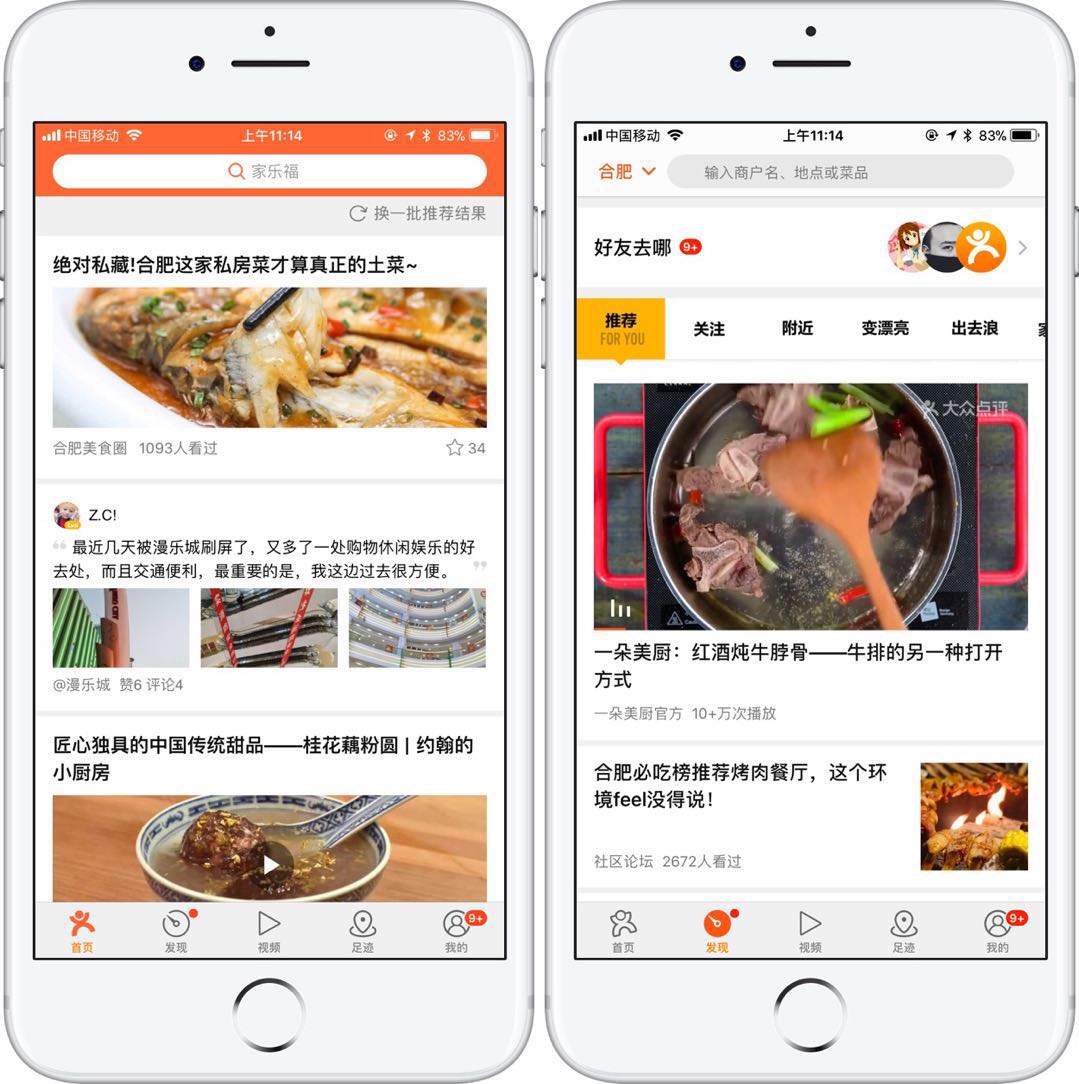 中国移动
上午11:14
83%
家乐福
换一批推荐结果
绝对私藏!合肥这家私房菜才算真正的土菜~
合肥美食圈 1093人看过
34
Z.C!
最近几天被漫乐城刷屏了，又多了一处购物休闲娱乐的好
去处，而且交通便利，最重要的是，我这边过去很方便。
@漫乐城 赞6 评论4
匠心独具的中国传统甜品——桂花藕粉圆 | 约翰的
小厨房
首页
发现
视频
足迹
9+
我的
中国移动
上午11:14
83%
合肥
输入商户名、地点或菜品
好友去哪 9+
推荐
FOR YOU
关注
附近
变漂亮
出去浪
大众点评
一朵美厨：红酒炖牛脖骨——牛排的另一种打开
方式
一朵美厨官方 10+万次播放
合肥必吃榜推荐烤肉餐厅，这个环
境feel没得说！
社区论坛 2672人看过
首页
发现
视频
足迹
9+
我的